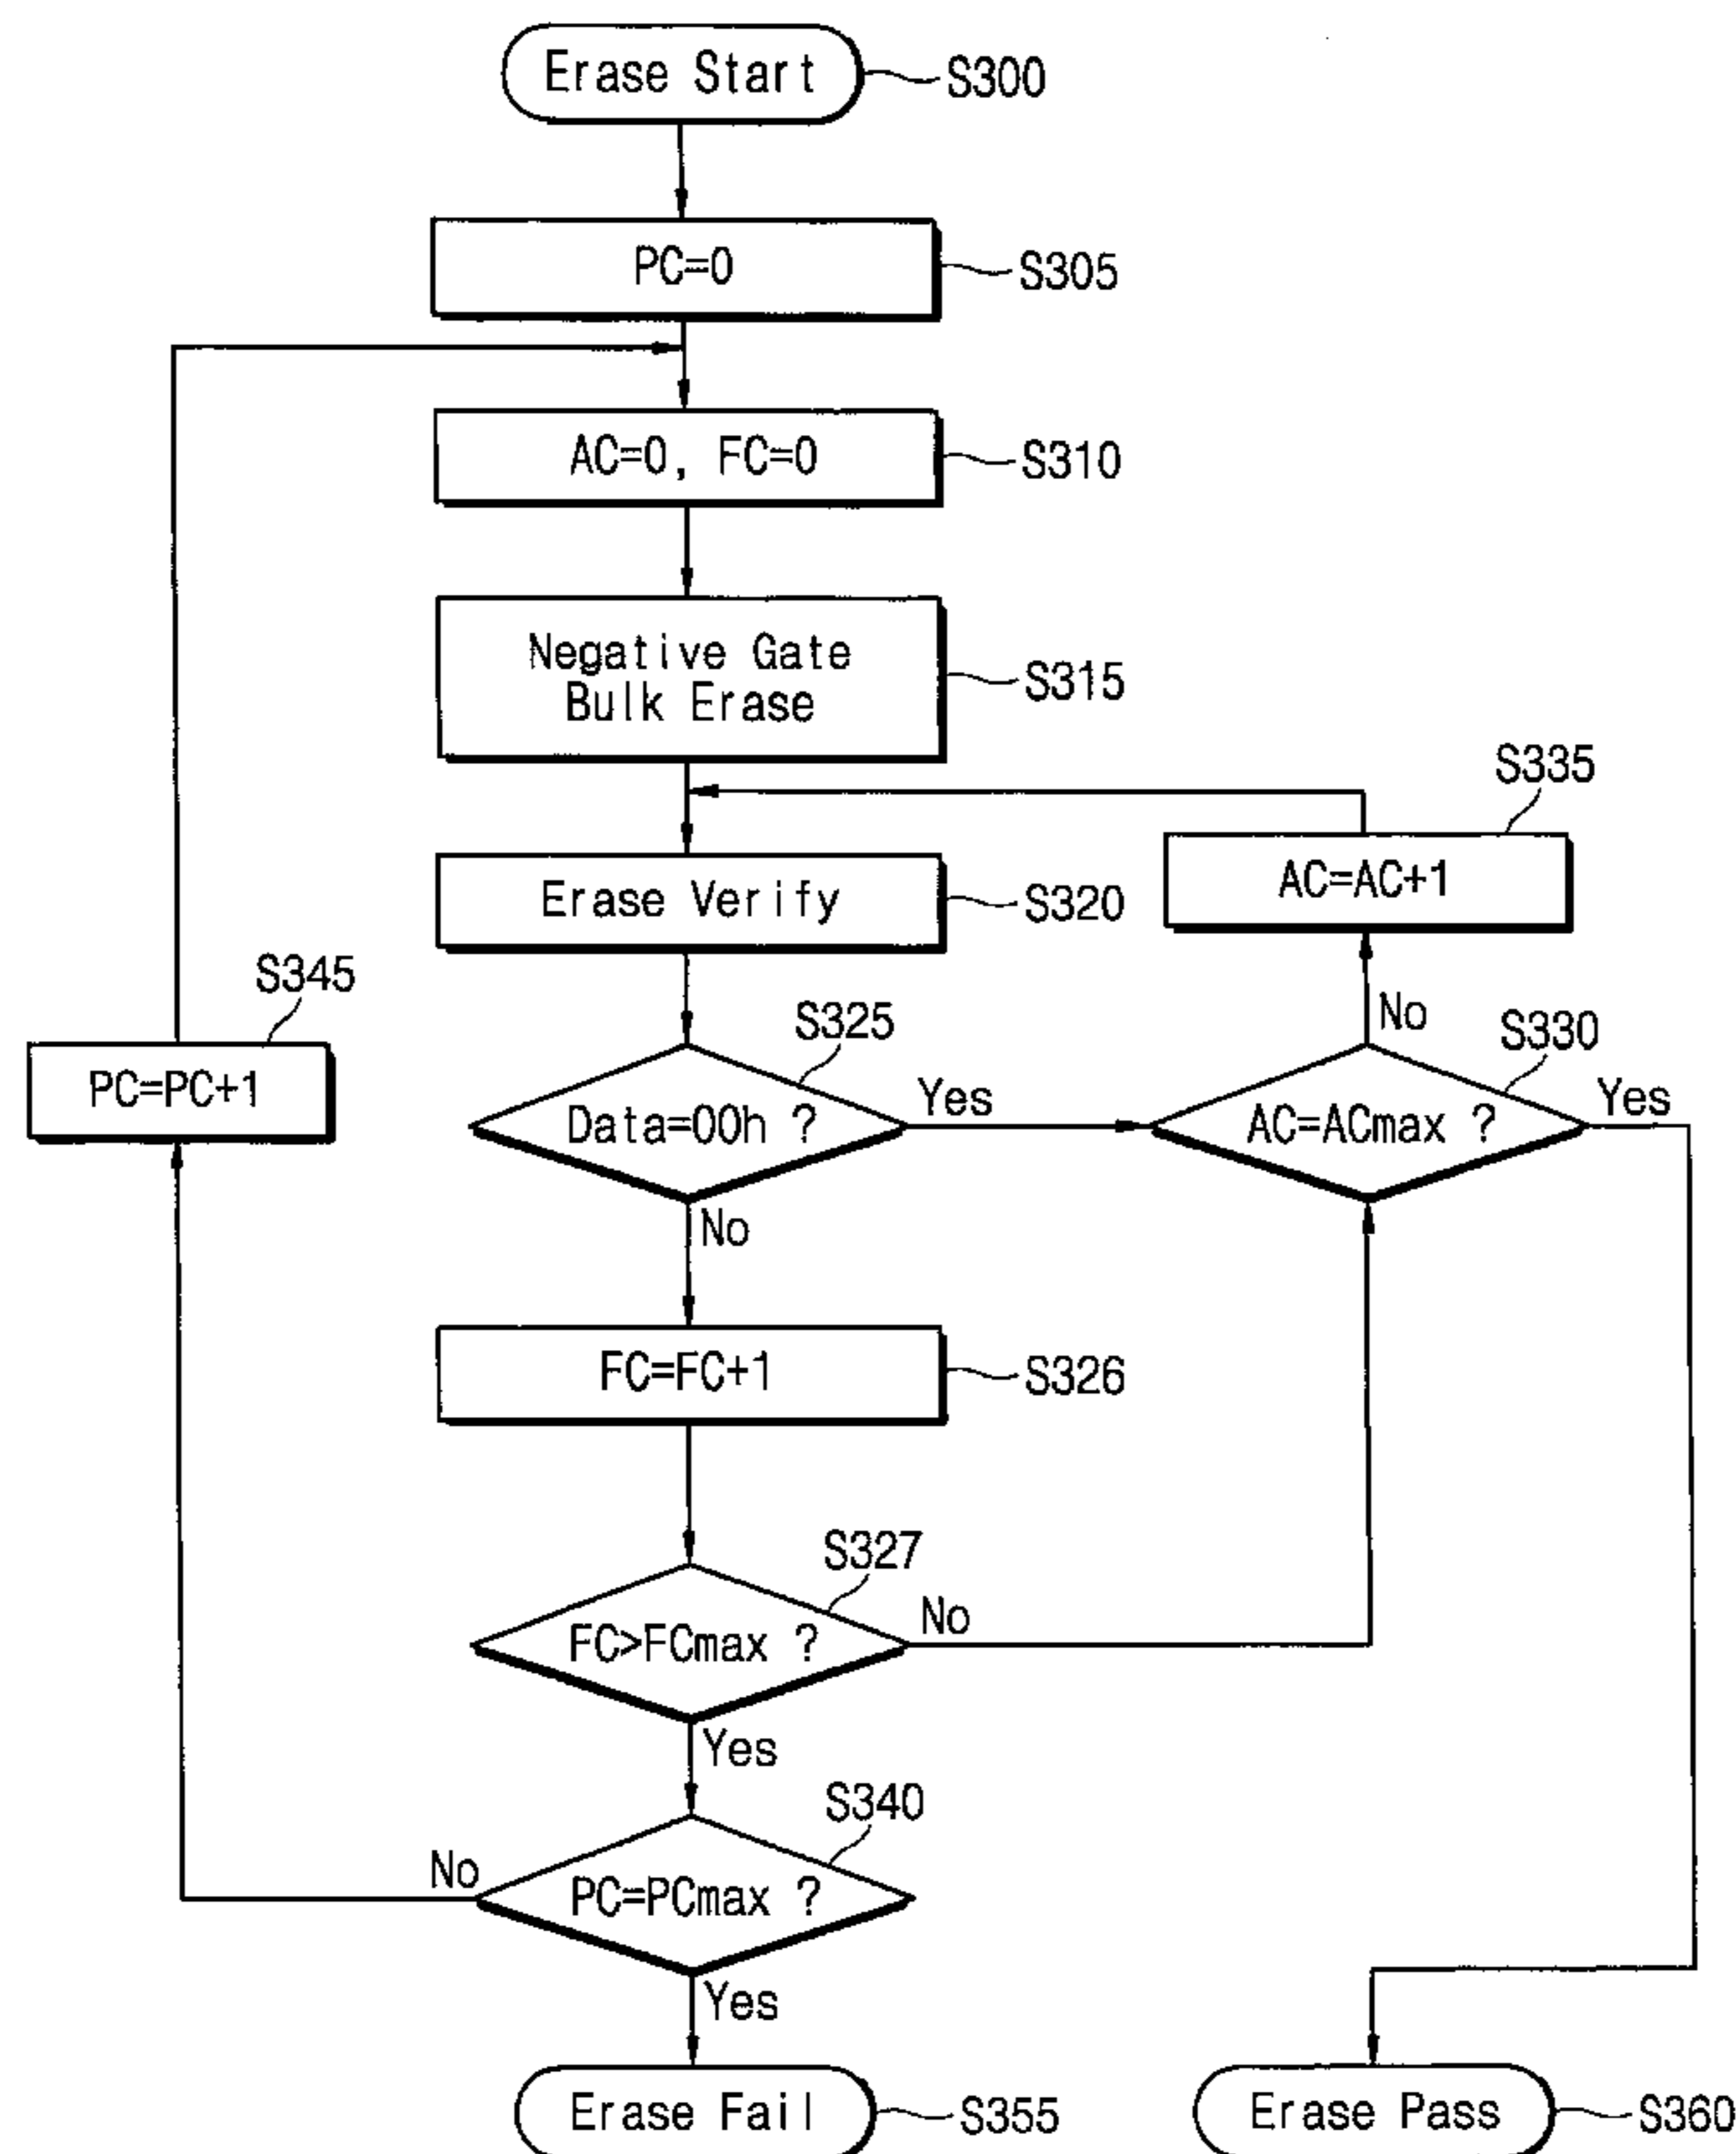 Erase Start
S300
PC=0
S305
AC=0, FC=0
S310
Negative Gate
Bulk Erase
S315
S335
AC=AC+1
Erase Verify
S320
S345
PC=PC+1
S325
Data=00h ?
Yes
No
No
S330
AC=ACmax ?
Yes
FC=FC+1
S326
S327
FC>FCmax ?
No
Yes
S340
PC=PCmax ?
No
Yes
Erase Fail
S355
Erase Pass
S360